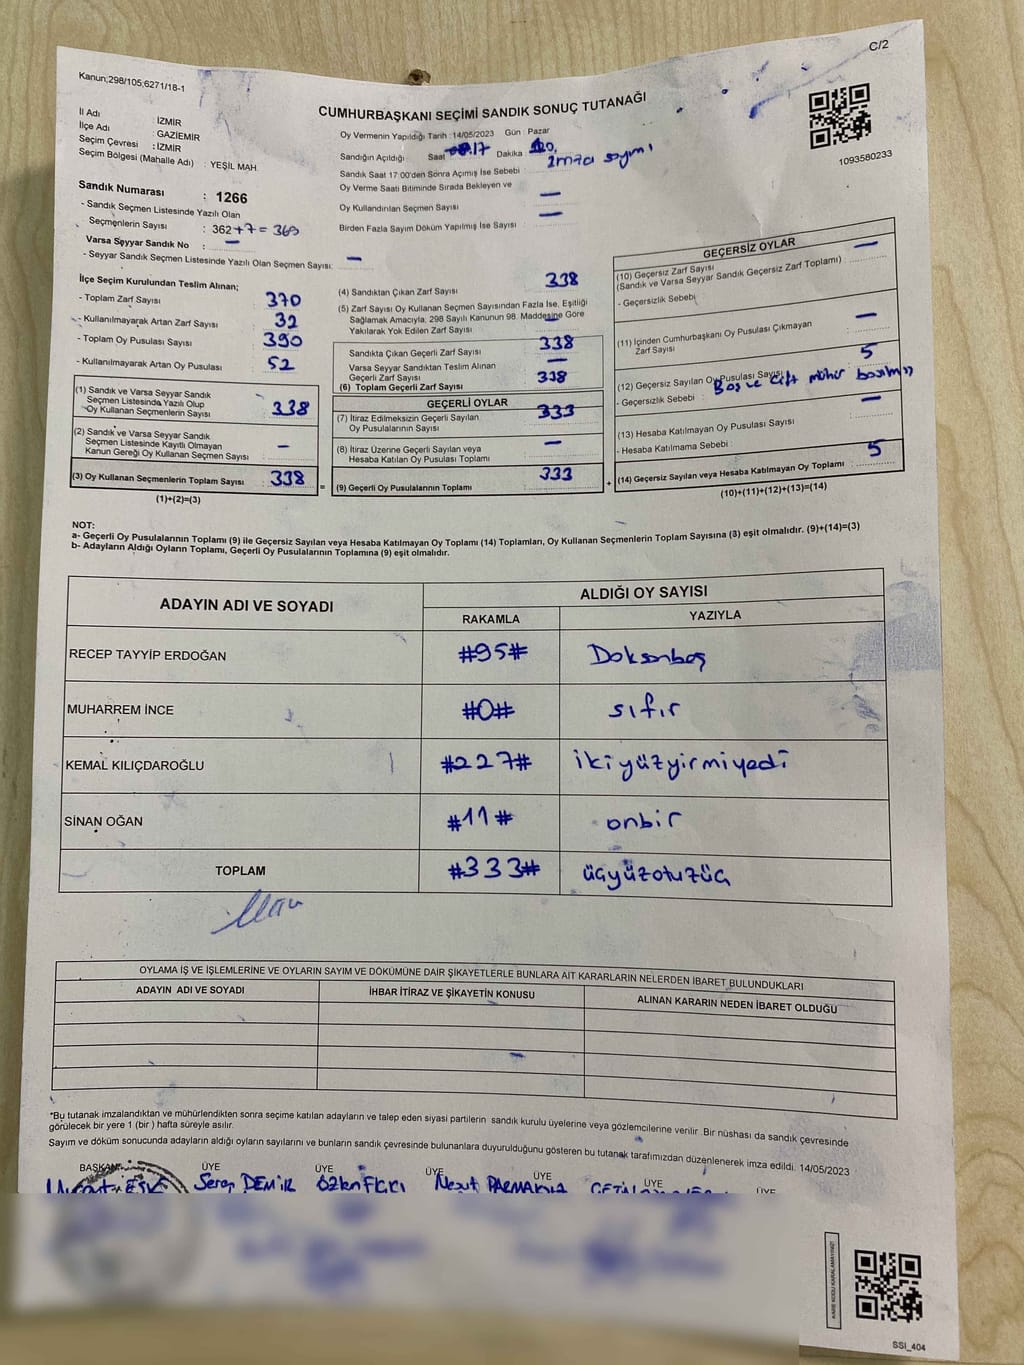 C/2
Kanun;298/105;6271/18-1
CUMHURBAŞKANI SEÇİMİ SANDIK SONUÇ TUTANAĞI
1093580233
İl Adı : İZMİR
İlçe Adı : GAZİEMİR
Seçim Çevresi : İZMİR
Seçim Bölgesi (Mahalle Adı) : YEŞİL MAH
Sandık Numarası : 1266
- Sandık Seçmen Listesinde Yazılı Olan
Seçmenlerin Sayısı : 362 +7 = 369
Varsa Seyyar Sandık No : —
- Seyyar Sandık Seçmen Listesinde Yazılı Olan Seçmen Sayısı: —
Oy Vermenin Yapıldığı Tarih :14/05/2023 Gün : Pazar
Sandığın Açıldığı Saat 17 Dakika
imza sayımı
Sandık Saat 17:00'den Sonra Açılmış İse Sebebi
Oy Verme Saati Bitiminde Sırada Bekleyen ve
Oy Kullandırılan Seçmen Sayısı —
Birden Fazla Sayım Döküm Yapılmış İse Sayısı : —
İlçe Seçim Kurulundan Teslim Alınan;
- Toplam Zarf Sayısı 370
- Kullanılmayarak Artan Zarf Sayısı 32
- Toplam Oy Pusulası Sayısı 390
- Kullanılmayarak Artan Oy Pusulası 52
(1) Sandık ve Varsa Seyyar Sandık
Seçmen Listesinde Yazılı Olup
Oy Kullanan Seçmenlerin Sayısı 338
(2) Sandık ve Varsa Seyyar Sandık
Seçmen Listesinde Kayıtlı Olmayan
Kanun Gereği Oy Kullanan Seçmen Sayısı —
(3) Oy Kullanan Seçmenlerin Toplam Sayısı 338
(1)+(2)=(3)
(4) Sandıktan Çıkan Zarf Sayısı 338
(5) Zarf Sayısı Oy Kullanan Seçmen Sayısından Fazla İse, Eşitliği
Sağlamak Amacıyla, 298 Sayılı Kanunun 98. Maddesine Göre
Yakılarak Yok Edilen Zarf Sayısı —
Sandıkta Çıkan Geçerli Zarf Sayısı 338
Varsa Seyyar Sandıktan Teslim Alınan
Geçerli Zarf Sayısı —
(6) Toplam Geçerli Zarf Sayısı 338
GEÇERLİ OYLAR
(7) İtiraz Edilmeksizin Geçerli Sayılan
Oy Pusulalarının Sayısı 333
(8) İtiraz Üzerine Geçerli Sayılan veya
Hesaba Katılan Oy Pusulası Toplamı —
= (9) Geçerli Oy Pusulalarının Toplamı 333
GEÇERSİZ OYLAR
(10) Geçersiz Zarf Sayısı —
(Sandık ve Varsa Seyyar Sandık Geçersiz Zarf Toplamı)
- Geçersizlik Sebebi
(11) İçinden Cumhurbaşkanı Oy Pusulası Çıkmayan
Zarf Sayısı —
(12) Geçersiz Sayılan Oy Pusulası Sayısı 5
- Geçersizlik Sebebi : Boş ve çift mühür basılmış
(13) Hesaba Katılmayan Oy Pusulası Sayısı —
- Hesaba Katılmama Sebebi :
+ (14) Geçersiz Sayılan veya Hesaba Katılmayan Oy Toplamı 5
(10)+(11)+(12)+(13)=(14)
NOT:
a- Geçerli Oy Pusulalarının Toplamı (9) ile Geçersiz Sayılan veya Hesaba Katılmayan Oy Toplamı (14) Toplamları, Oy Kullanan Seçmenlerin Toplam Sayısına (3) eşit olmalıdır. (9)+(14)=(3)
b- Adayların Aldığı Oyların Toplamı, Geçerli Oy Pusulalarının Toplamına (9) eşit olmalıdır.
ADAYIN ADI VE SOYADI
ALDIĞI OY SAYISI
RAKAMLA YAZIYLA
RECEP TAYYİP ERDOĞAN #95# Doksanbeş
MUHARREM İNCE #0# sıfır
KEMAL KILIÇDAROĞLU #227# ikiyüzyirmiyedi
SİNAN OĞAN #11# onbir
TOPLAM #333# üçyüzotuzüç
OYLAMA İŞ VE İŞLEMLERİNE VE OYLARIN SAYIM VE DÖKÜMÜNE DAİR ŞİKAYETLERLE BUNLARA AİT KARARLARIN NELERDEN İBARET BULUNDUKLARI
ADAYIN ADI VE SOYADI İHBAR İTİRAZ VE ŞİKAYETİN KONUSU ALINAN KARARIN NEDEN İBARET OLDUĞU
*Bu tutanak imzalandıktan ve mühürlendikten sonra seçime katılan adayların ve talep eden siyasi partilerin sandık kurulu üyelerine veya gözlemcilerine verilir .Bir nüshası da sandık çevresinde
görülecek bir yere 1 (bir ) hafta süreyle asılır.
Sayım ve döküm sonucunda adayların aldığı oyların sayılarını ve bunların sandık çevresinde bulunanlara duyurulduğunu gösteren bu tutanak tarafımızdan düzenlenerek imza edildi. 14/05/2023
BAŞKAN ÜYE ÜYE ÜYE ÜYE ÜYE ÜYE
DEMİR
KARE KODU KARALAMAYINIZ!
SSI_404